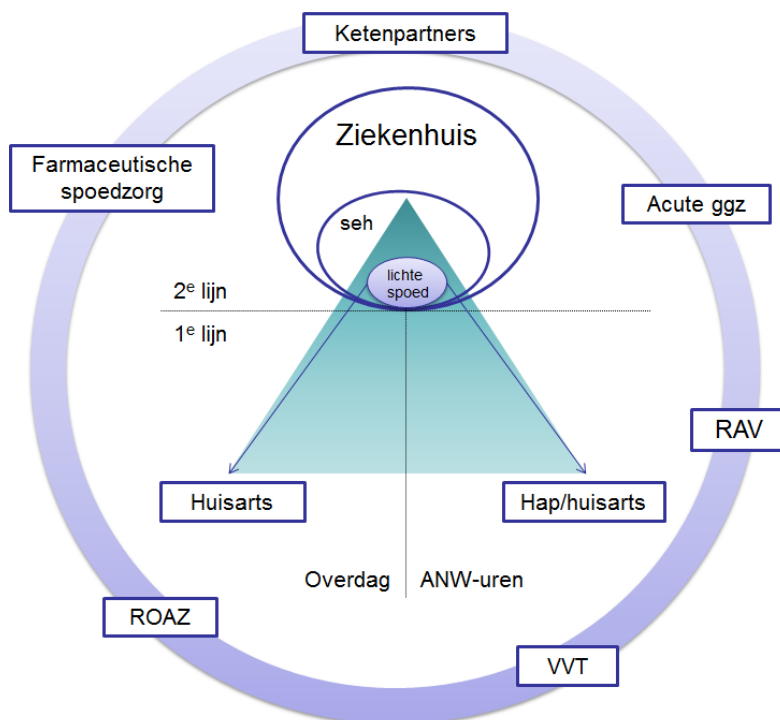 Ketenpartners
Ziekenhuis
Farmaceutische
spoedzorg
Acute ggz
seh
lichte
spoed
2e lijn
1e lijn
RAV
Huisarts
Hap/huisarts
Overdag
ANW-uren
ROAZ
VVT